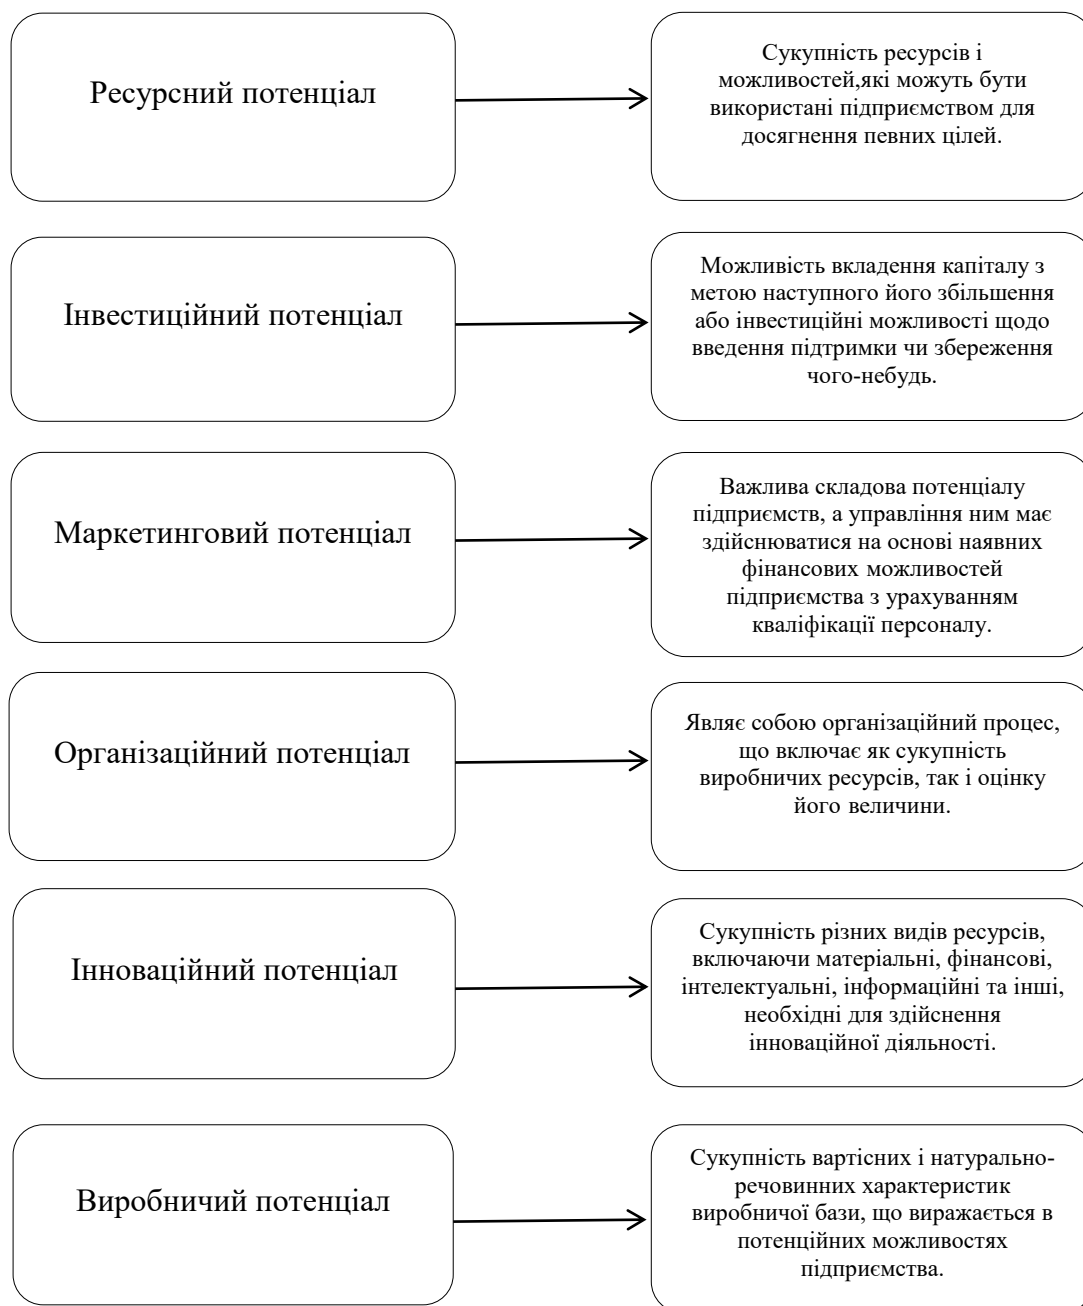 Ресурсний потенціал
Сукупність ресурсів і
можливостей,які можуть бути
використані підприємством для
досягнення певних цілей.
Інвестиційний потенціал
Можливість вкладення капіталу з
метою наступного його збільшення
або інвестиційні можливості щодо
введення підтримки чи збереження
чого-небудь.
Маркетинговий потенціал
Важлива складова потенціалу
підприємств, а управління ним має
здійснюватися на основі наявних
фінансових можливостей
підприємства з урахуванням
кваліфікації персоналу.
Організаційний потенціал
Являє собою організаційний процес,
що включає як сукупність
виробничих ресурсів, так і оцінку
його величини.
Інноваційний потенціал
Сукупність різних видів ресурсів,
включаючи матеріальні, фінансові,
інтелектуальні, інформаційні та інші,
необхідні для здійснення
інноваційної діяльності.
Виробничий потенціал
Сукупність вартісних і натурально-
речовинних характеристик
виробничої бази, що виражається в
потенційних можливостях
підприємства.